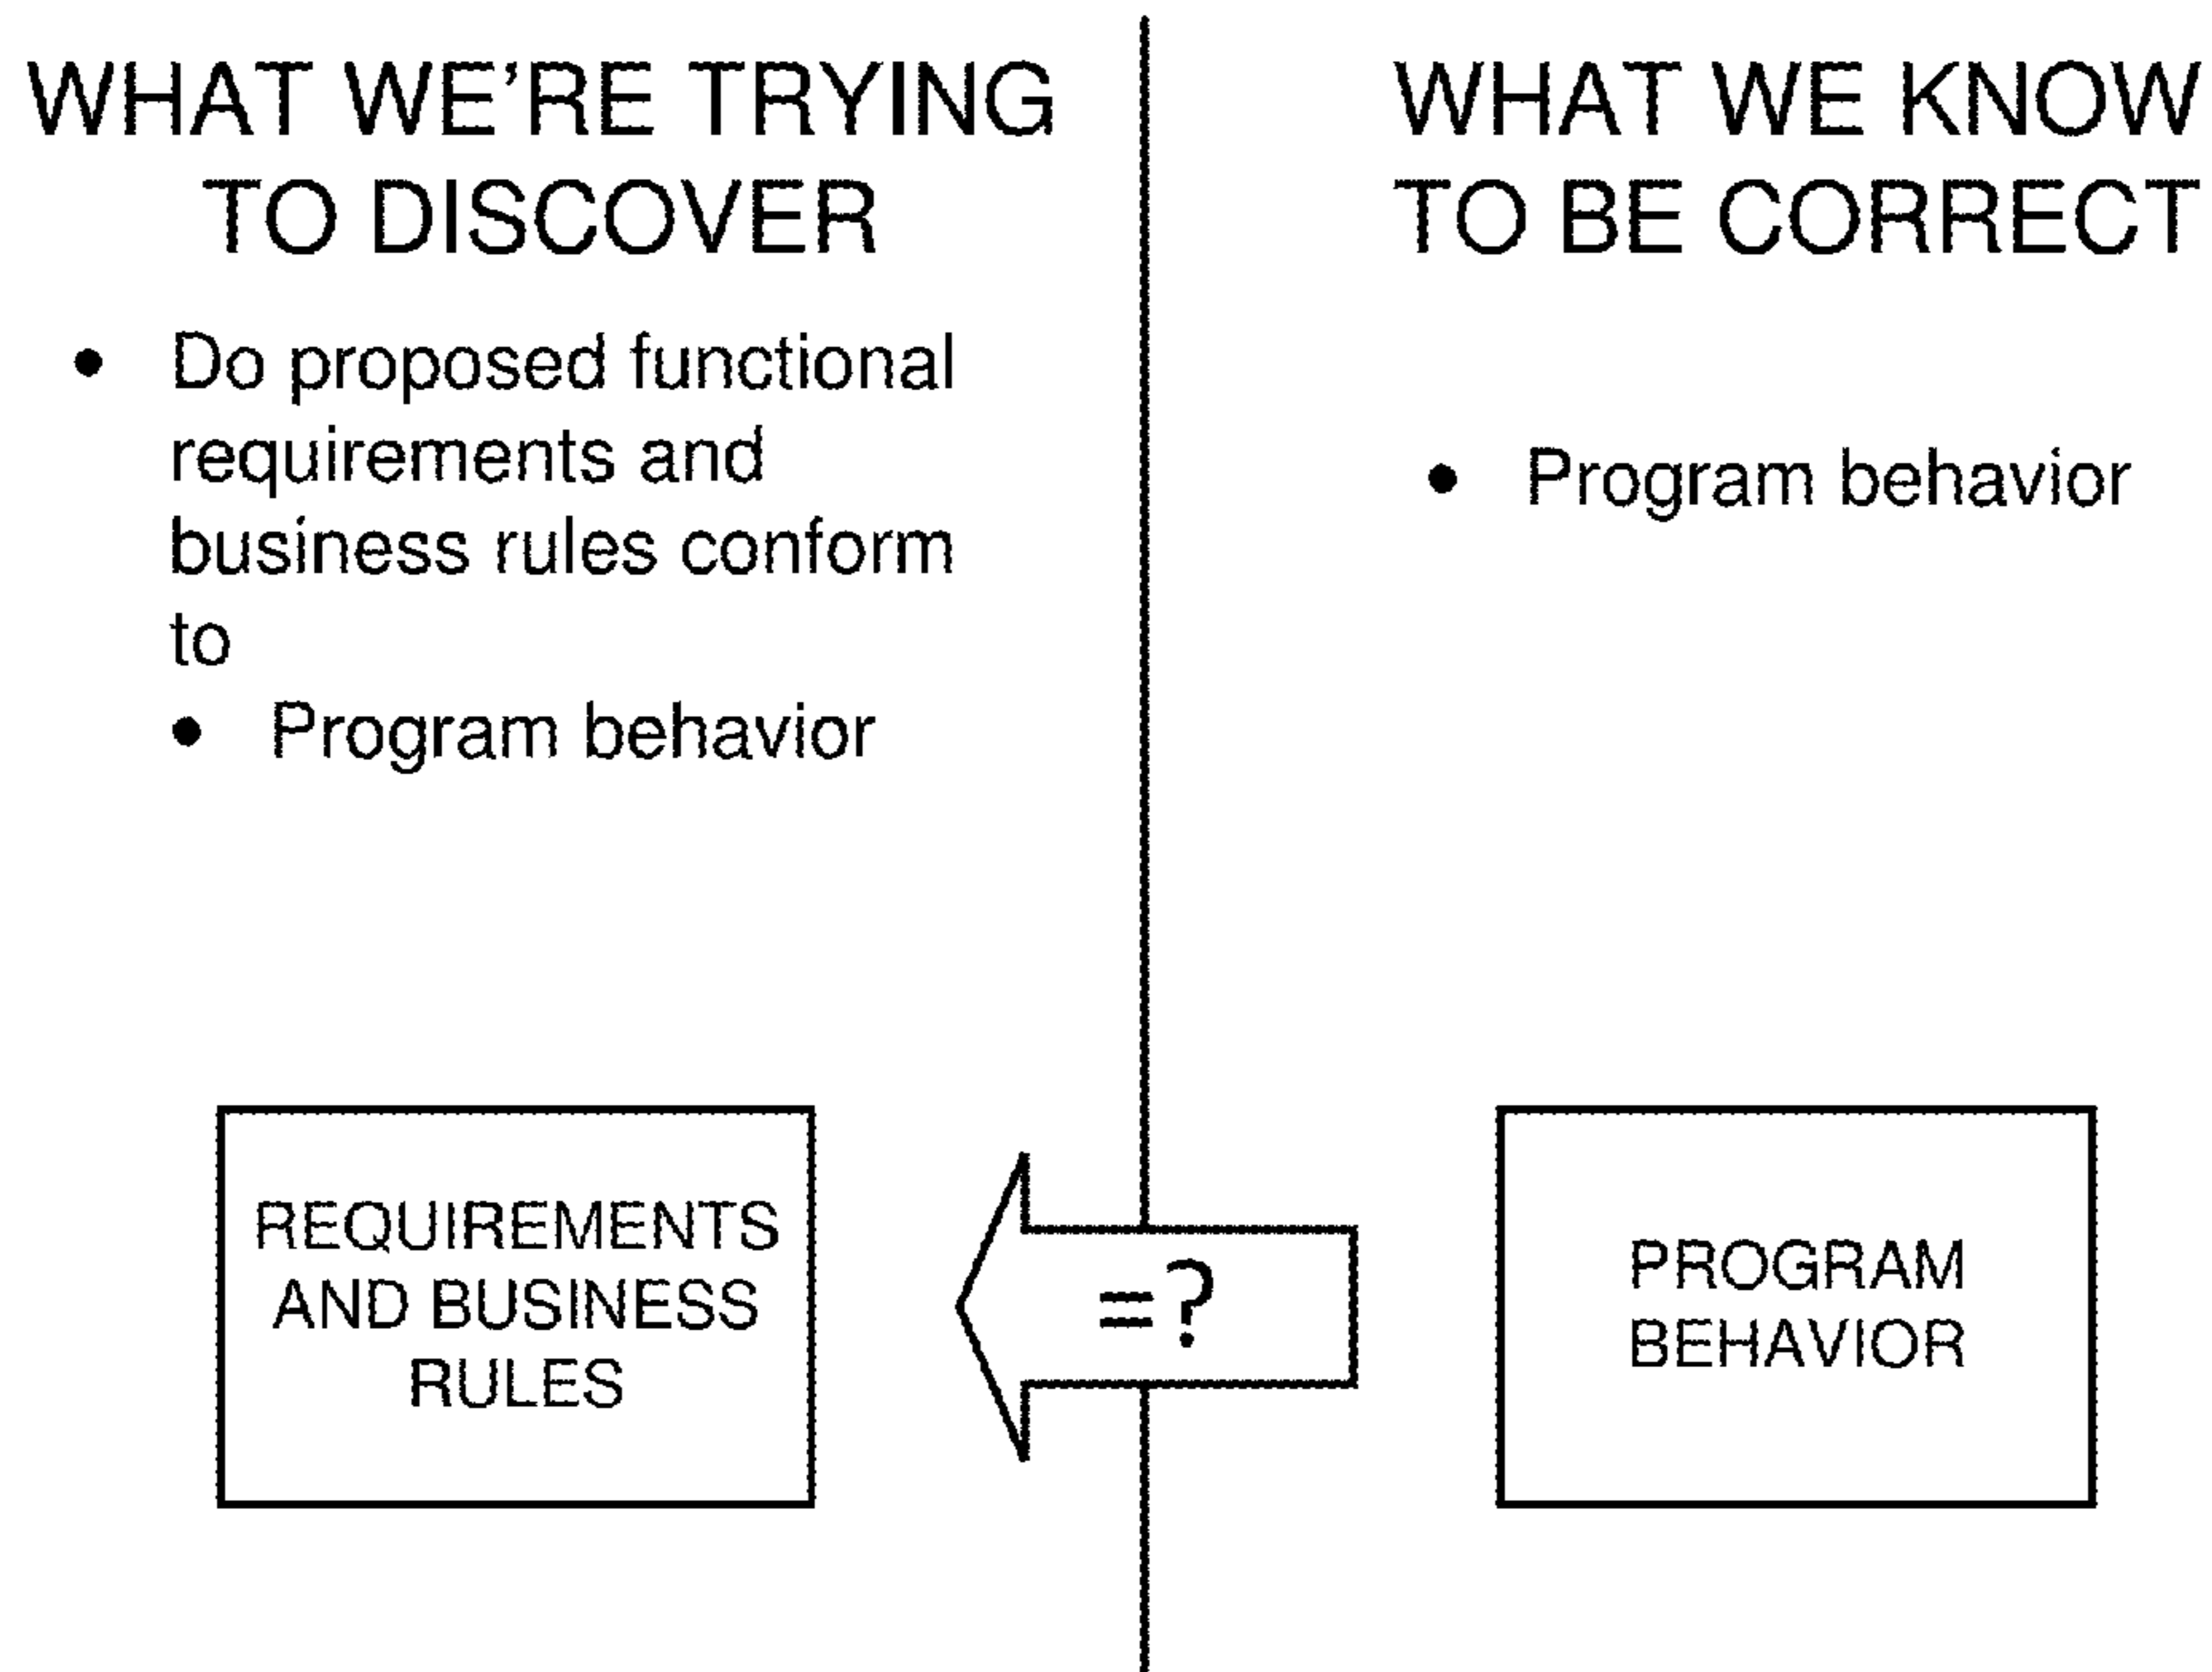 WHAT WE'RE TRYING
TO DISCOVER
• Do proposed functional
requirements and
business rules conform
to
• Program behavior
WHAT WE KNOW
TO BE CORRECT
• Program behavior
REQUIREMENTS
AND BUSINESS
RULES
=?
PROGRAM
BEHAVIOR